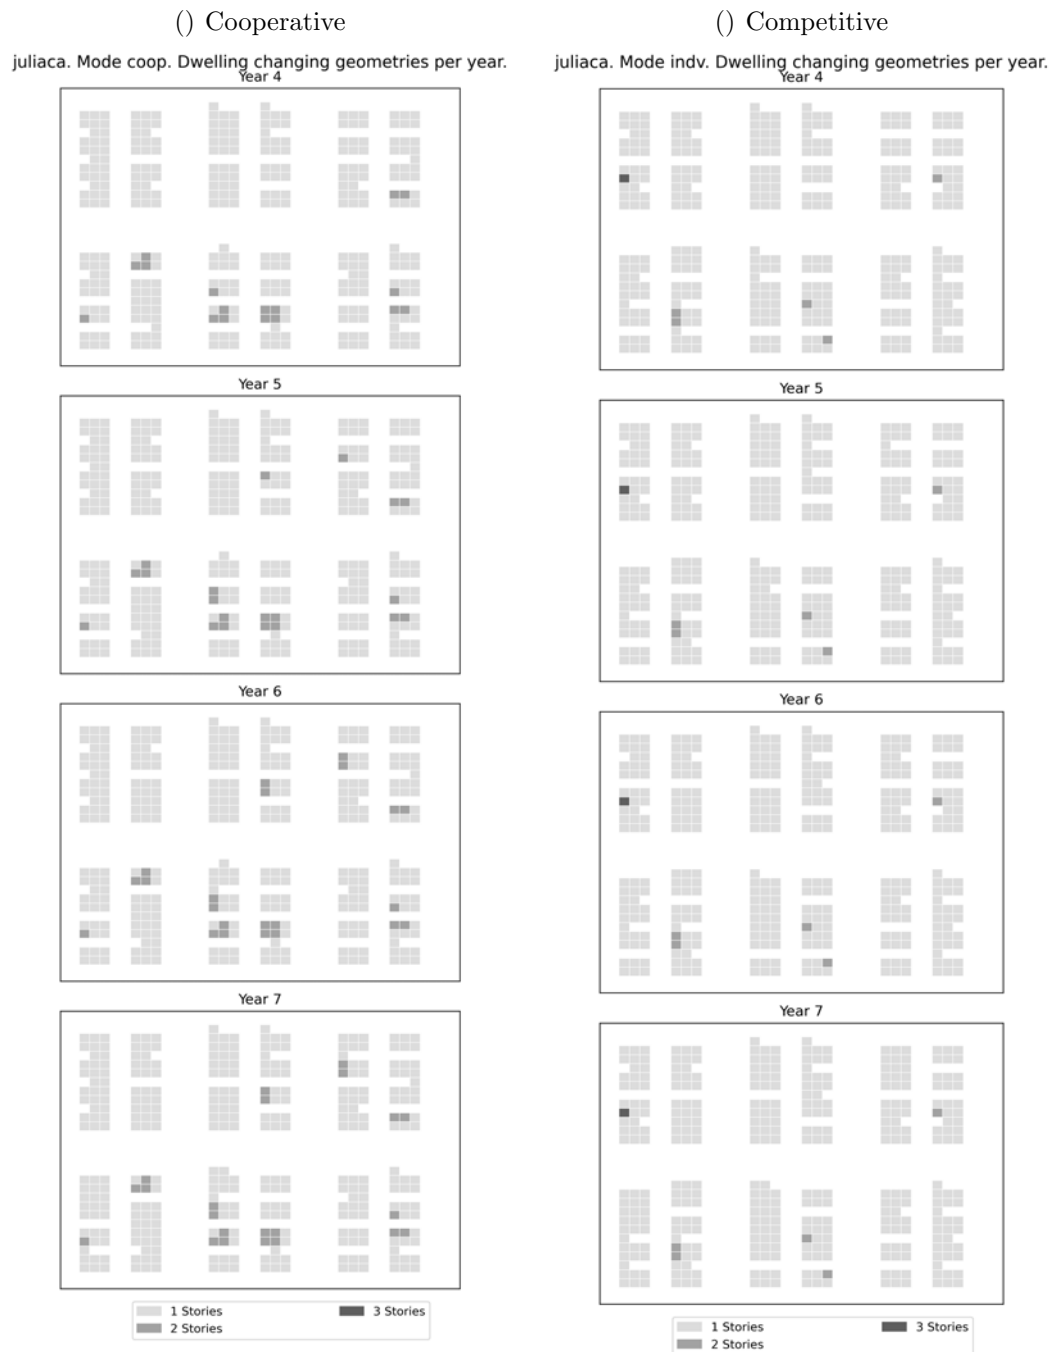 () Cooperative
juliaca. Mode coop. Dwelling changing geometries per year.
Year 4
Year 5
Year 6
Year 7
1 Stories
2 Stories
3 Stories
() Competitive
juliaca. Mode indv. Dwelling changing geometries per year.
Year 4
Year 5
Year 6
Year 7
1 Stories
2 Stories
3 Stories